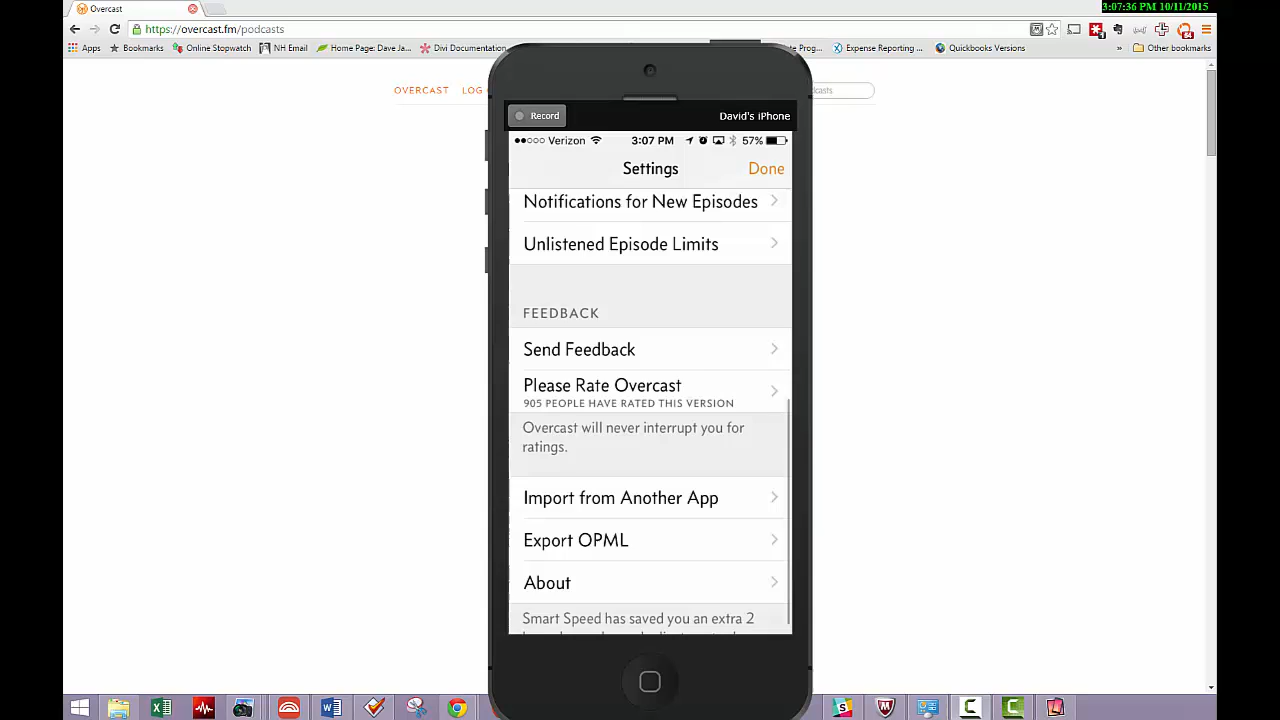 3:07:36 PM 10/11/2015
Overcast
https://overcast.fm/podcasts
Apps
Bookmarks
Online Stopwatch
NH Email
Home Page: Dave Ja...
Divi Documentation
Prog...
Expense Reporting ...
Quickbooks Versions
»
Other bookmarks
OVERCAST
LOG
Record
David's iPhone
Verizon
3:07 PM
57%
Settings
Done
Notifications for New Episodes
Unlistened Episode Limits
FEEDBACK
Send Feedback
Please Rate Overcast
905 PEOPLE HAVE RATED THIS VERSION
Overcast will never interrupt you for
ratings.
Import from Another App
Export OPML
About
Smart Speed has saved you an extra 2